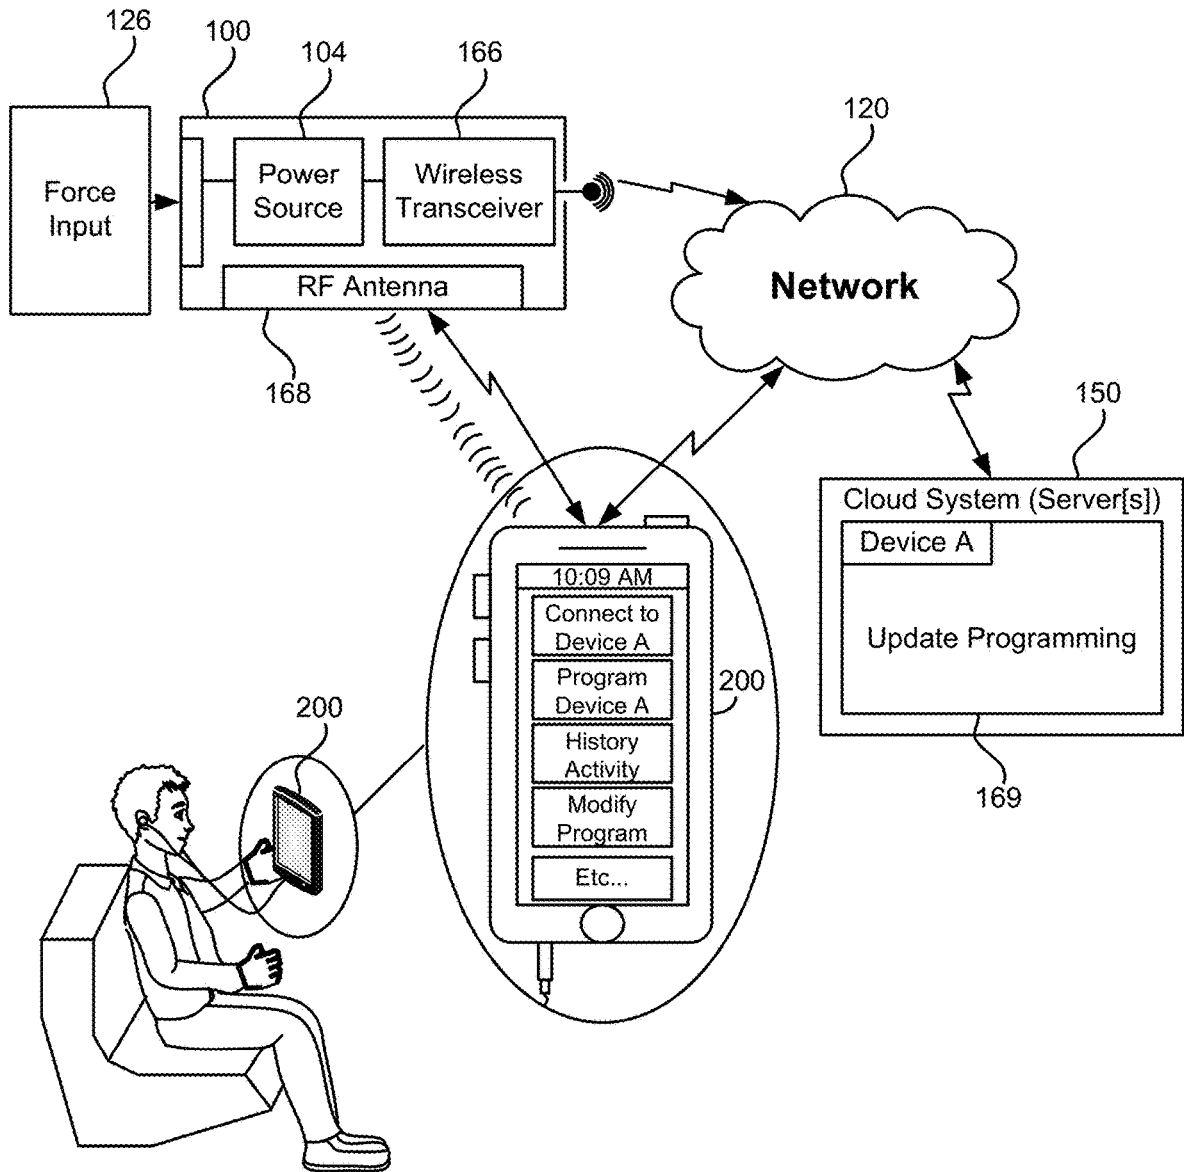 126
100
104
166
120
Force
Input
Power
Source
Wireless
Transceiver
RF Antenna
168
Network
150
Cloud System (Server[s])
Device A
Update Programming
169
10:09 AM
Connect to
Device A
Program
Device A
History
Activity
Modify
Program
Etc...
200
200